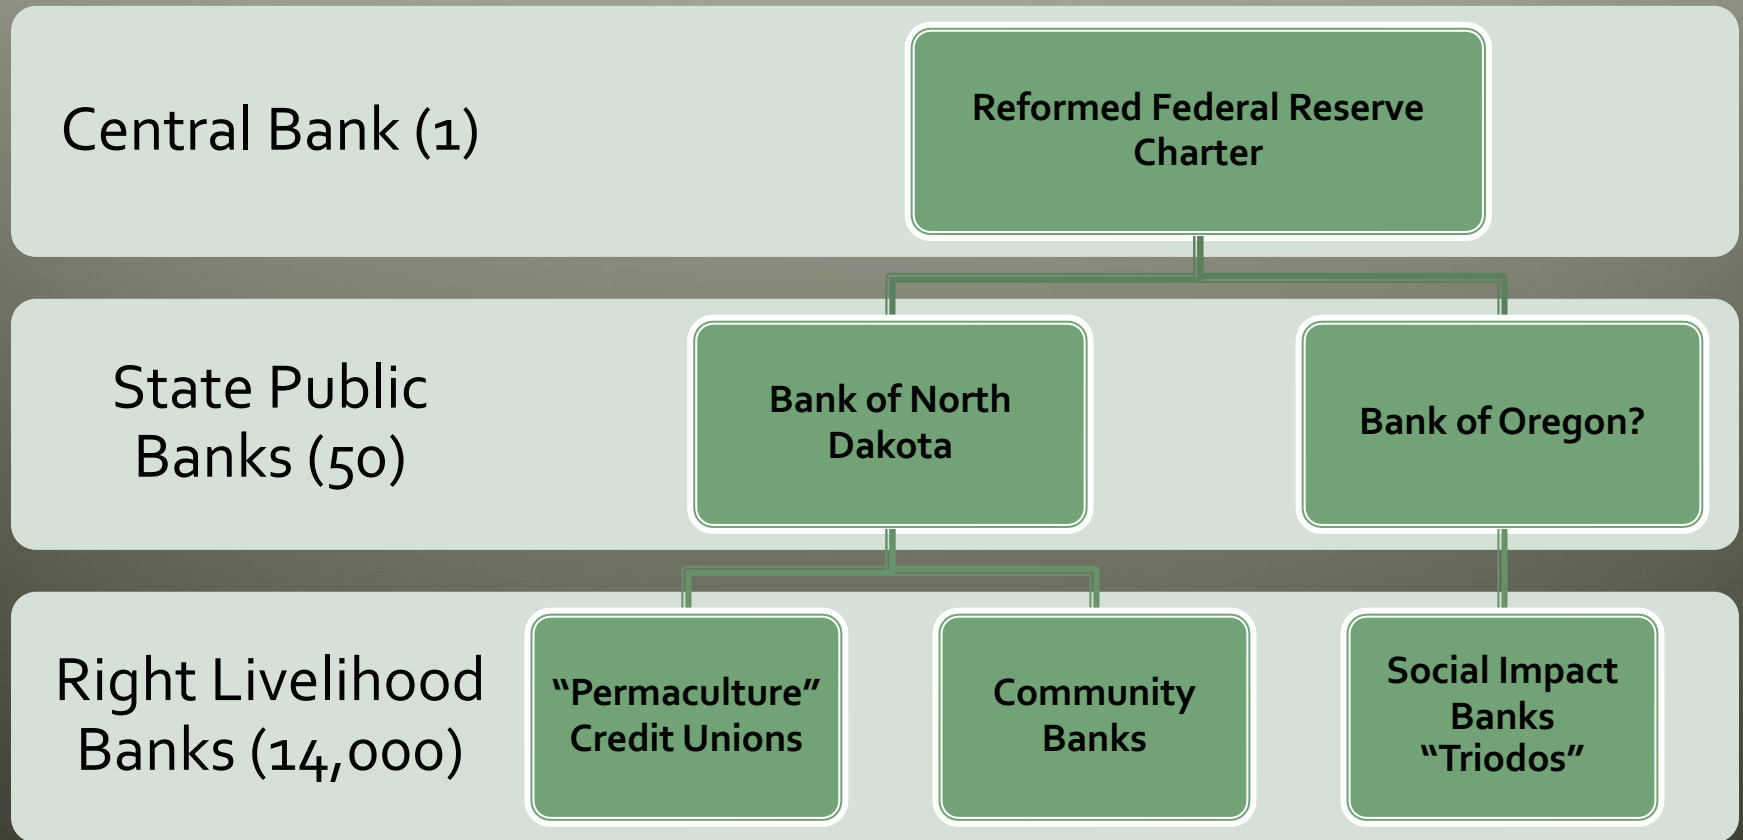 Central Bank (1)
Reformed Federal Reserve
Charter
State Public
Banks (50)
Bank of North
Dakota
Bank of Oregon?
Right Livelihood
Banks (14,000)
“Permaculture”
Credit Unions
Community
Banks
Social Impact
Banks
“Triodos”